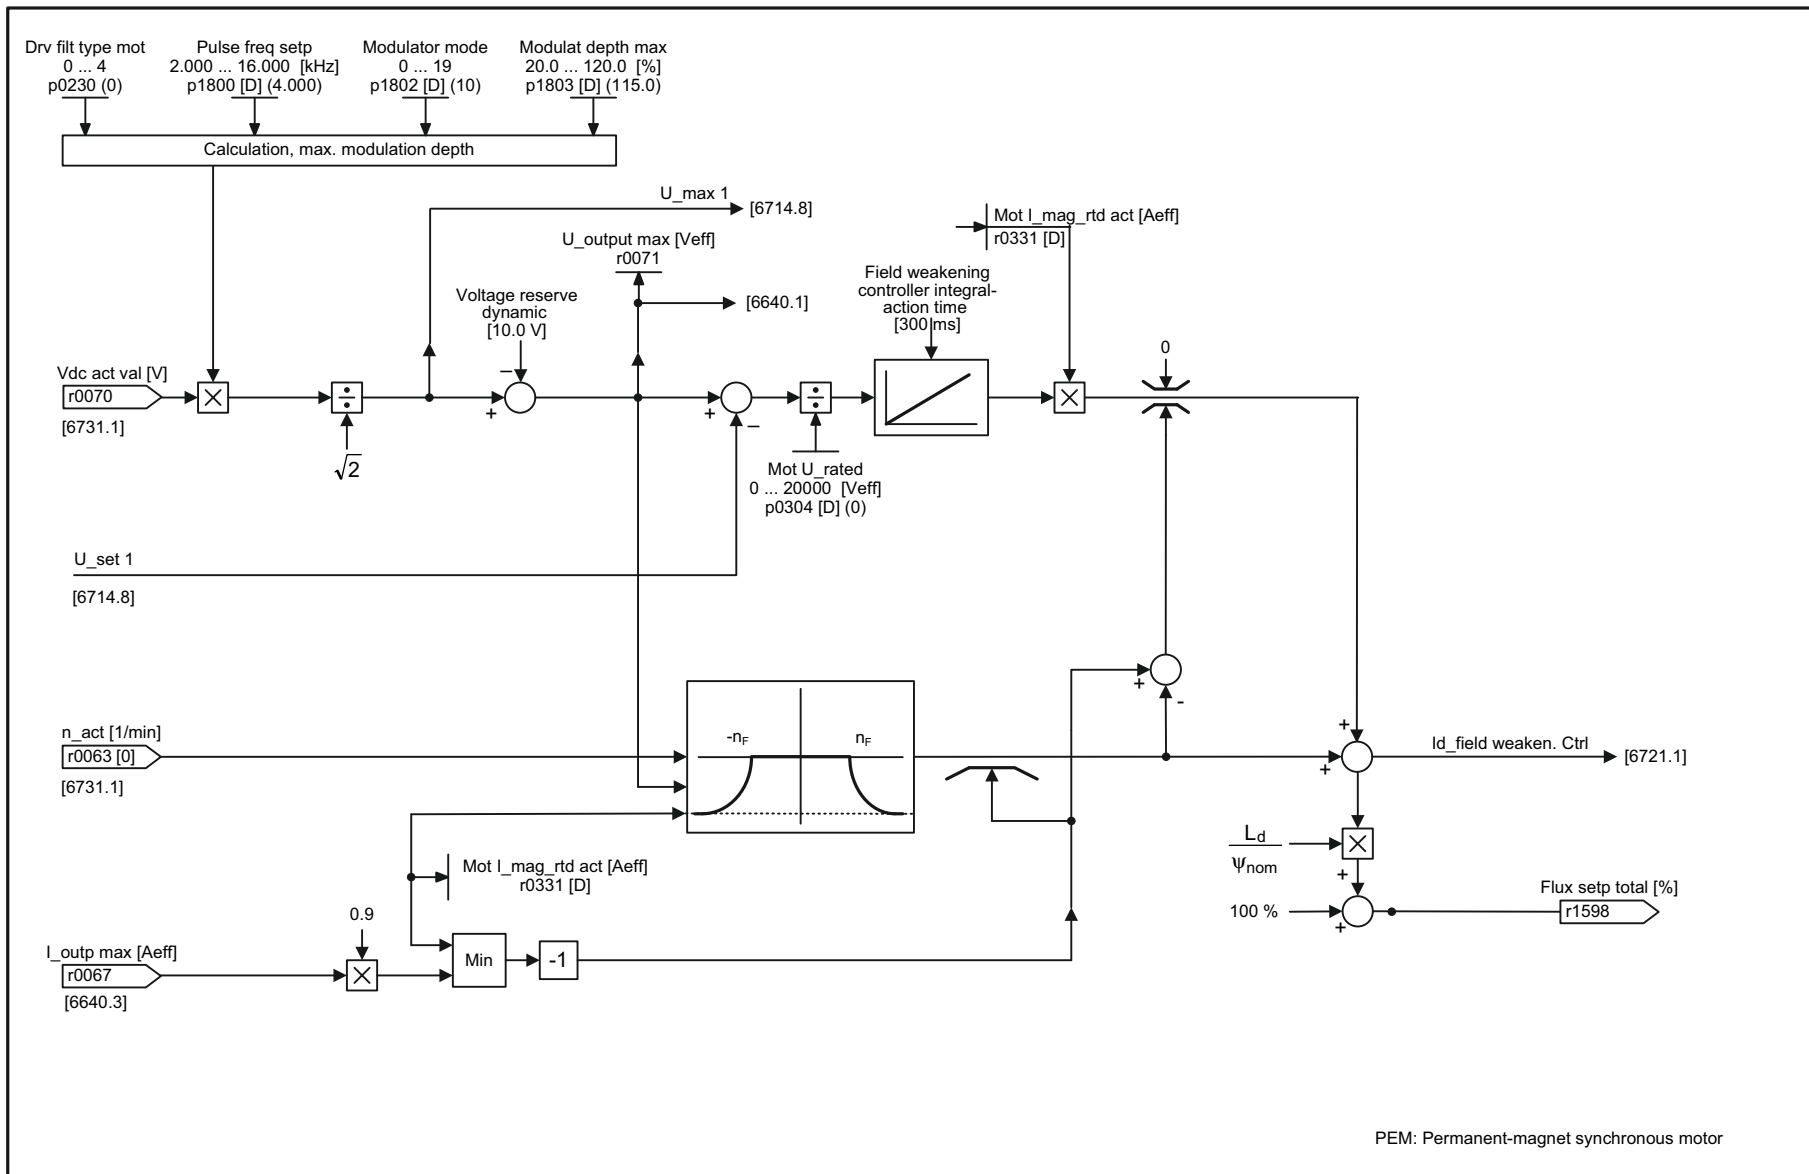 Drv filt type mot
0 ... 4
p0230 (0)
Pulse freq setp
2.000 ... 16.000 [kHz]
p1800 [D] (4.000)
Modulator mode
0 ... 19
p1802 [D] (10)
Modulat depth max
20.0 ... 120.0 [%]
p1803 [D] (115.0)
Calculation, max. modulation depth
U_max 1
[6714.8]
U_output max [Veff]
r0071
[6640.1]
Mot I_mag_rtd act [Aeff]
r0331 [D]
Voltage reserve
dynamic
[10.0 V]
Field weakening
controller integral-
action time
[300 ms]
0
Vdc act val [V]
r0070
[6731.1]
×
÷
√2
−
+
+
−
÷
×
Mot U_rated
0 ... 20000 [Veff]
p0304 [D] (0)
U_set 1
[6714.8]
+
-
n_act [1/min]
r0063 [0]
[6731.1]
-nF
nF
+
+
Id_field weaken. Ctrl
[6721.1]
Ld
ψnom
×
+
Mot I_mag_rtd act [Aeff]
r0331 [D]
100 %
+
Flux setp total [%]
r1598
0.9
I_outp max [Aeff]
r0067
[6640.3]
×
Min
-1
PEM: Permanent-magnet synchronous motor